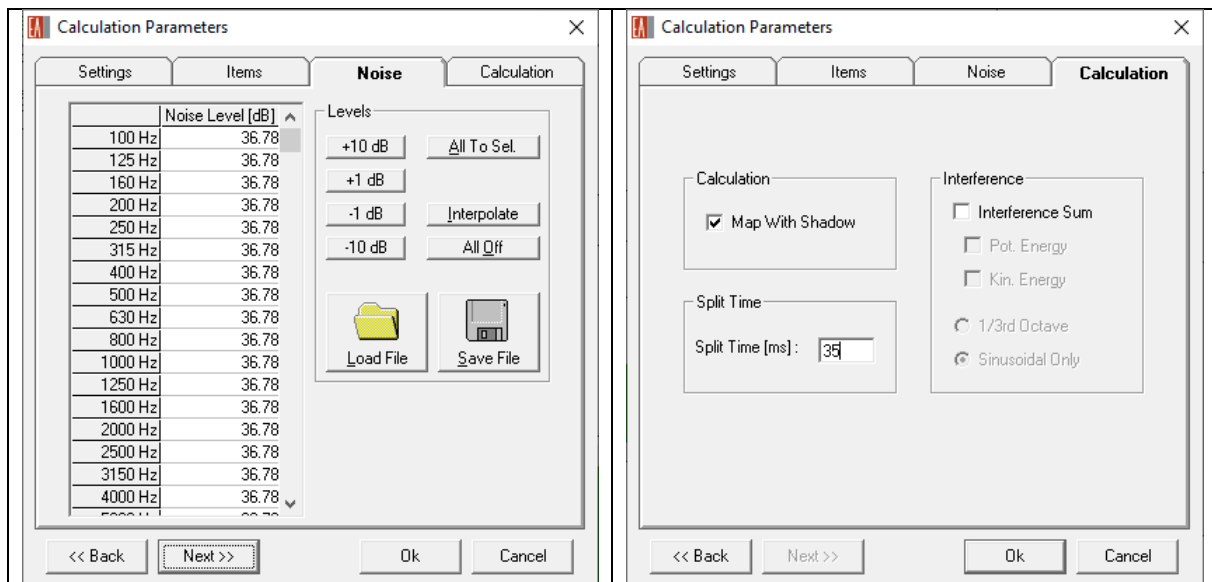 Calculation Parameters
Settings Items Noise Calculation
Noise Level [dB]
100 Hz 36.78
125 Hz 36.78
160 Hz 36.78
200 Hz 36.78
250 Hz 36.78
315 Hz 36.78
400 Hz 36.78
500 Hz 36.78
630 Hz 36.78
800 Hz 36.78
1000 Hz 36.78
1250 Hz 36.78
1600 Hz 36.78
2000 Hz 36.78
2500 Hz 36.78
3150 Hz 36.78
4000 Hz 36.78
Levels
+10 dB All To Sel.
+1 dB
-1 dB Interpolate
-10 dB All Off
Load File Save File
<< Back Next >> Ok Cancel
Calculation Parameters
Settings Items Noise Calculation
Calculation
Map With Shadow
Split Time
Split Time [ms] : 35
Interference
Interference Sum
Pot. Energy
Kin. Energy
1/3rd Octave
Sinusoidal Only
<< Back Next >> Ok Cancel